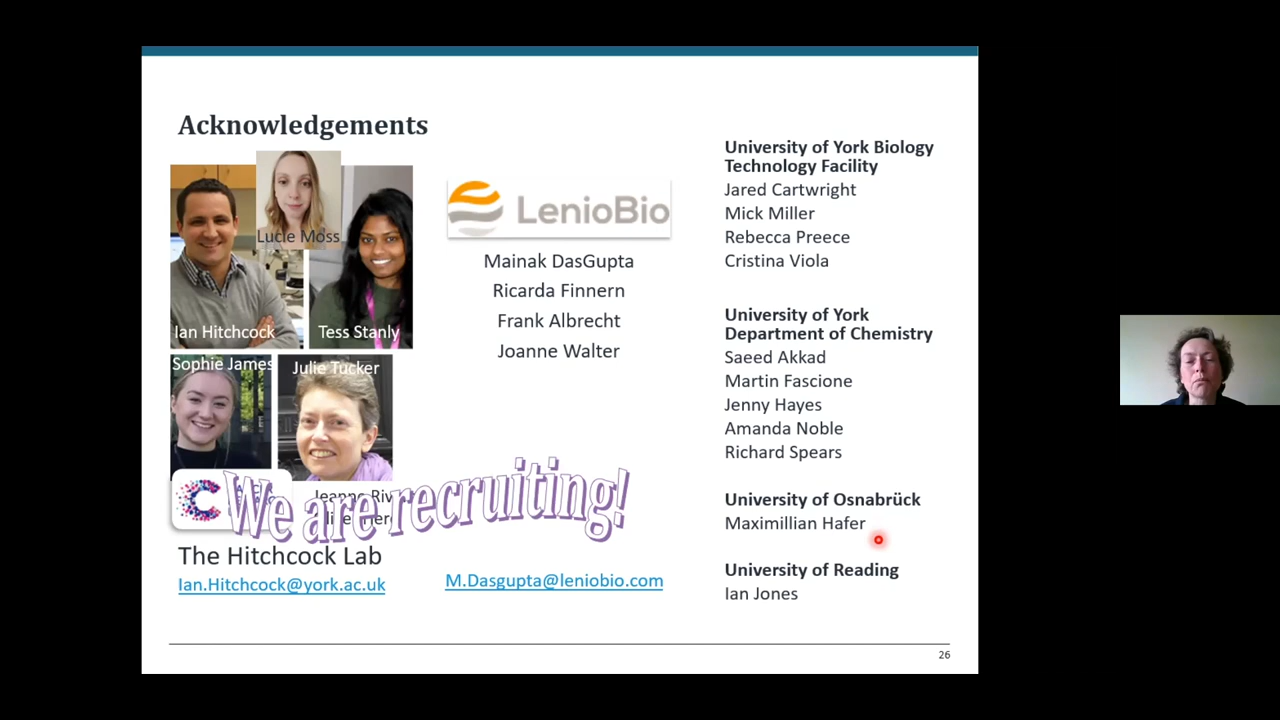 Acknowledgements
Lucie Moss
Ian Hitchcock
Tess Stanly
Sophie James
Julie Tucker
We are recruiting!
The Hitchcock Lab
Ian.Hitchcock@york.ac.uk
LenioBio
Mainak DasGupta
Ricarda Finnern
Frank Albrecht
Joanne Walter
M.Dasgupta@leniobio.com
University of York Biology
Technology Facility
Jared Cartwright
Mick Miller
Rebecca Preece
Cristina Viola
University of York
Department of Chemistry
Saeed Akkad
Martin Fascione
Jenny Hayes
Amanda Noble
Richard Spears
University of Osnabrück
Maximillian Hafer
University of Reading
Ian Jones
26